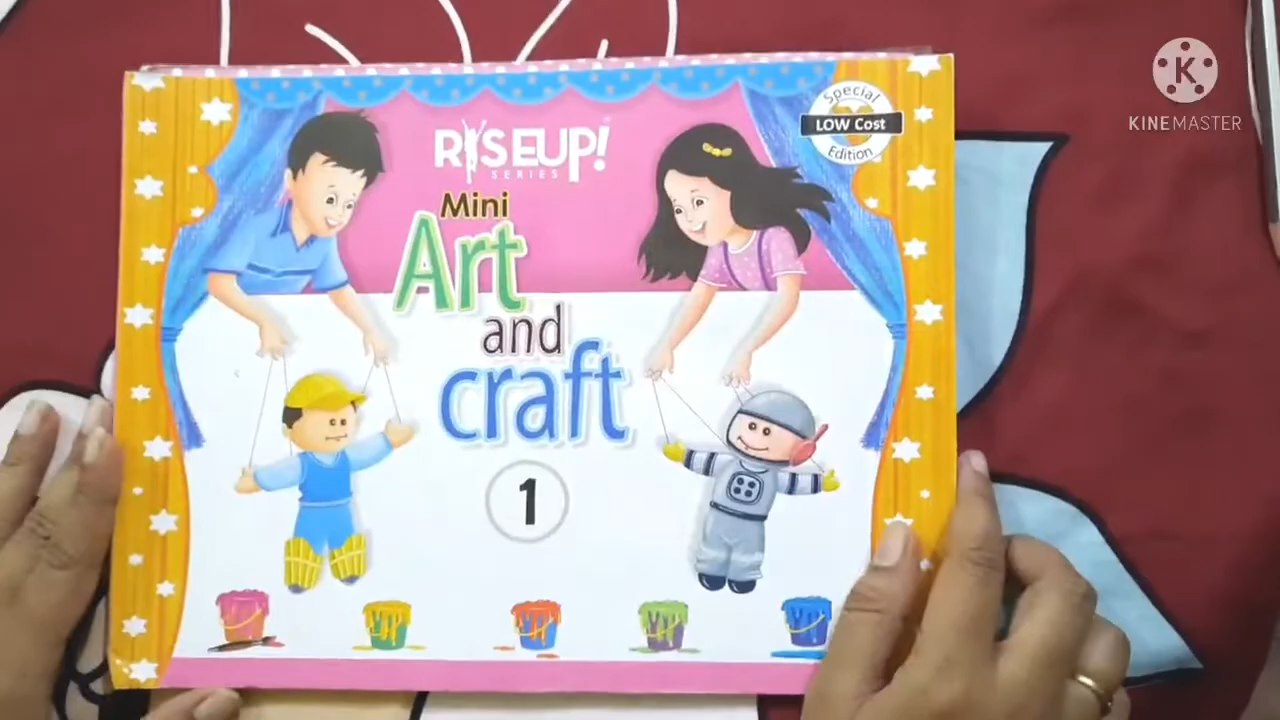 RISEUP!
SERIES
Mini
Art
and
craft
1
Special
LOW Cost
Edition
KINEMASTER